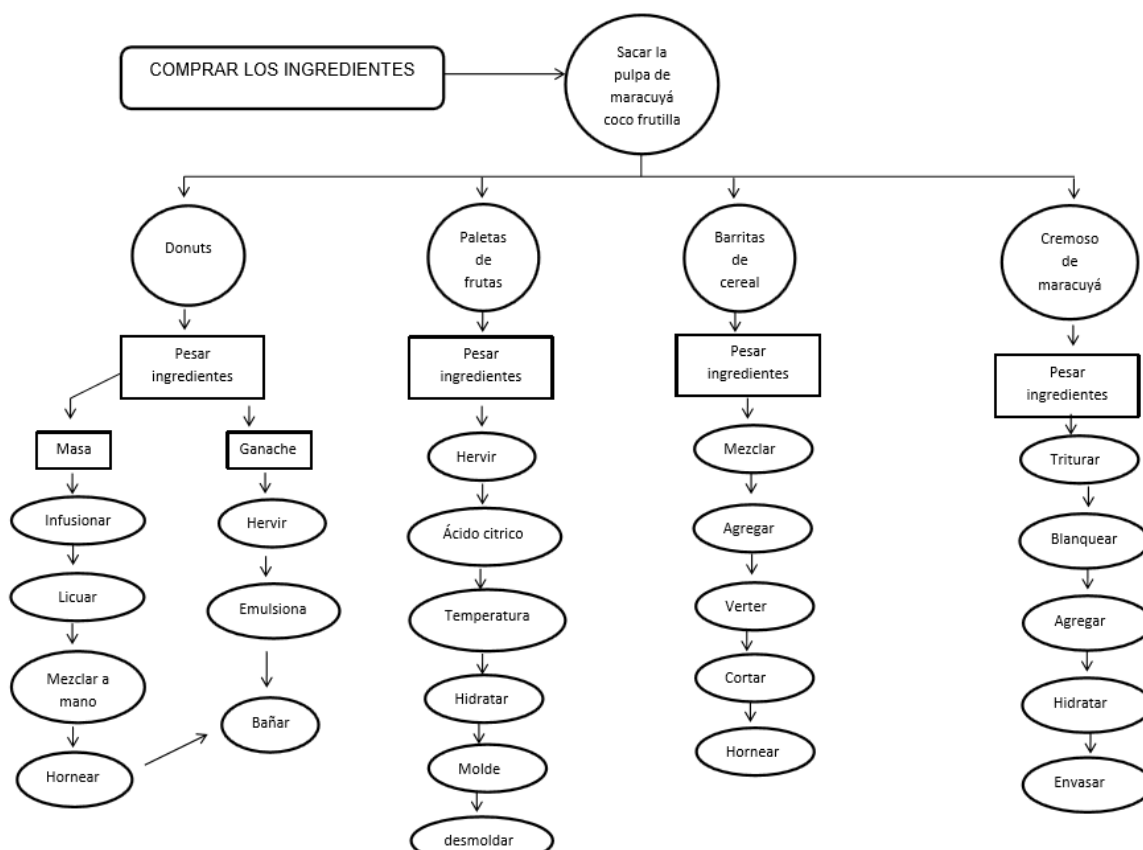 COMPRAR LOS INGREDIENTES
Sacar la
pulpa de
maracuyá
coco frutilla
Donuts
Pesar
ingredientes
Masa
Infusionar
Licuar
Mezclar a
mano
Hornear
Ganache
Hervir
Emulsiona
Bañar
Paletas
de
frutas
Pesar
ingredientes
Hervir
Ácido citrico
Temperatura
Hidratar
Molde
desmoldar
Barritas
de
cereal
Pesar
ingredientes
Mezclar
Agregar
Verter
Cortar
Hornear
Cremoso
de
maracuyá
Pesar
ingredientes
Triturar
Blanquear
Agregar
Hidratar
Envasar